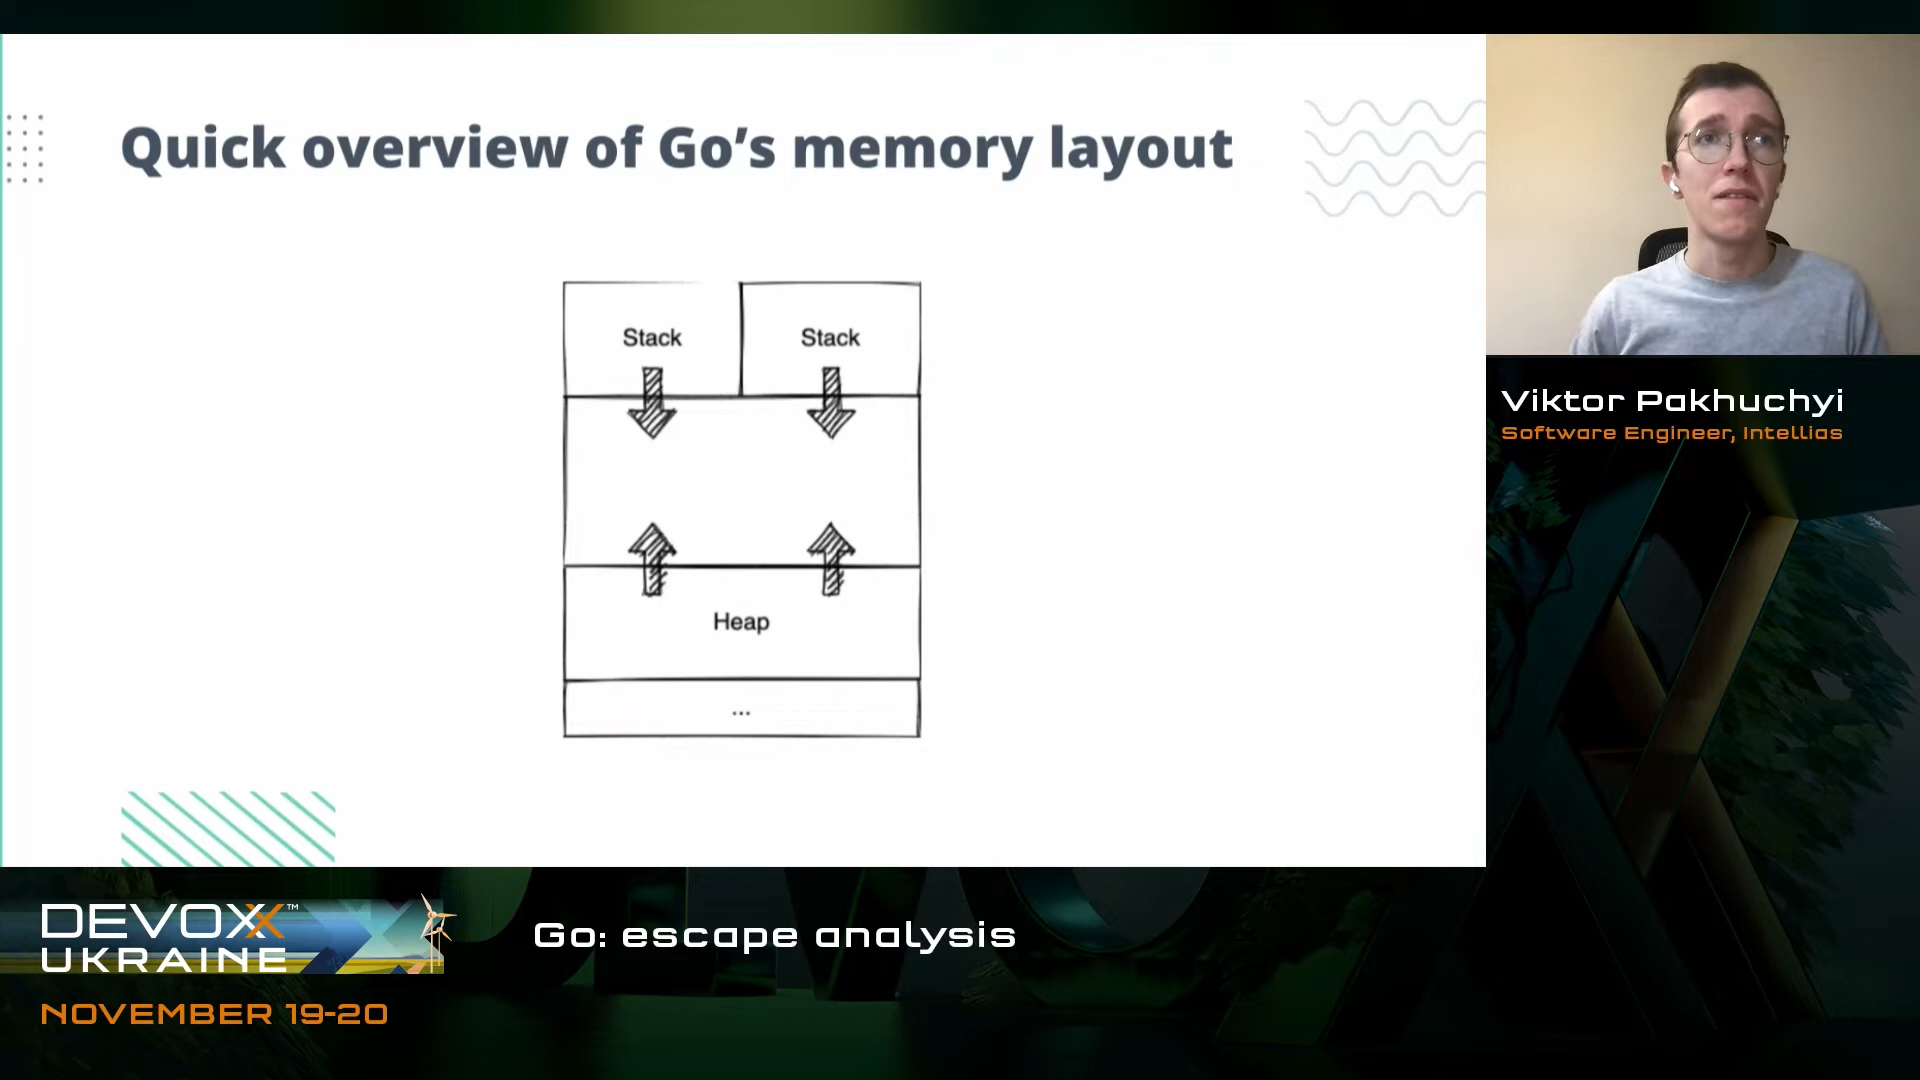 Quick overview of Go’s memory layout
Stack
Stack
Heap
...
Viktor Pakhuchyi
Software Engineer, Intellias
DEVOXX™
UKRAINE
NOVEMBER 19-20
Go: escape analysis